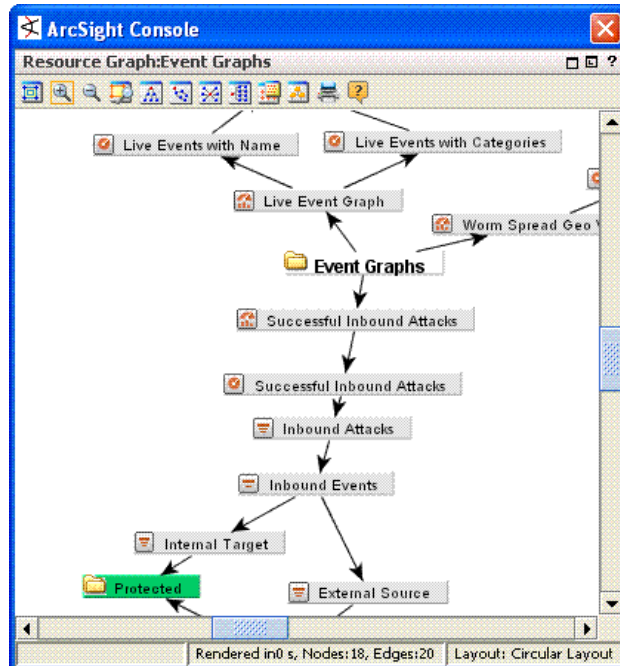 ArcSight Console
Resource Graph:Event Graphs
Live Events with Name
Live Events with Categories
Live Event Graph
Worm Spread Geo
Event Graphs
Successful Inbound Attacks
Successful Inbound Attacks
Inbound Attacks
Inbound Events
Internal Target
Protected
External Source
Rendered in0 s, Nodes:18, Edges:20
Layout: Circular Layout